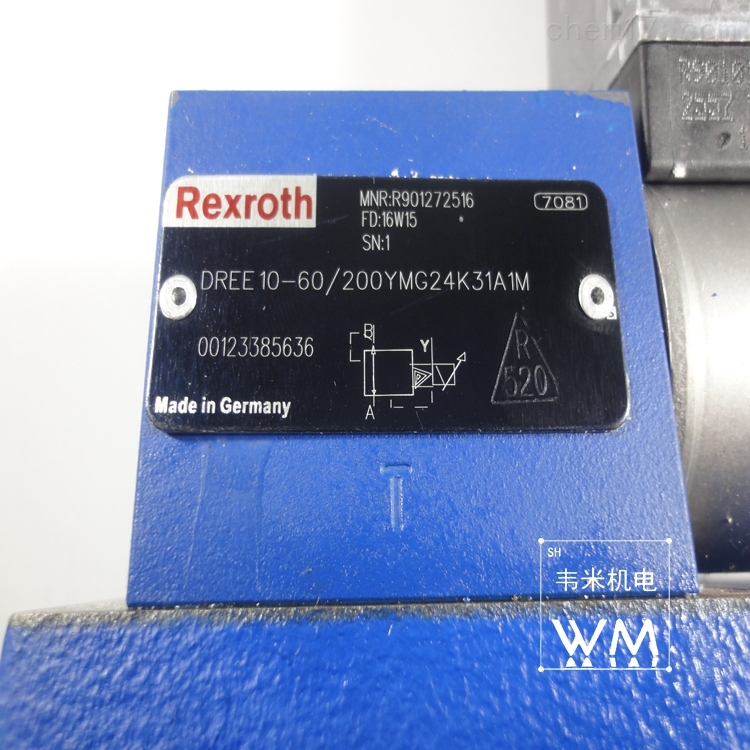 Rexroth
MNR:R901272516
7081
FD:16W15
SN:1
DREE 10-60/200YMG24K31A1M
00123385636
B
Y
A
R
520
Made in Germany
T
SH
韦米机电
WM